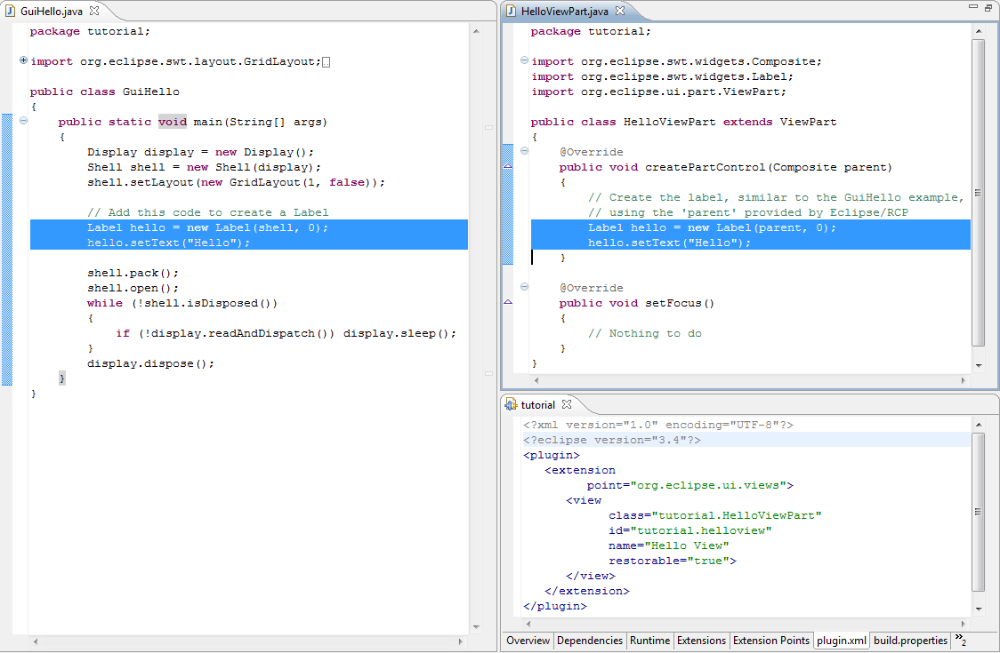 GuiHello.java
package tutorial;
import org.eclipse.swt.layout.GridLayout;
public class GuiHello
{
    public static void main(String[] args)
    {
        Display display = new Display();
        Shell shell = new Shell(display);
        shell.setLayout(new GridLayout(1, false));
        // Add this code to create a Label
        Label hello = new Label(shell, 0);
        hello.setText("Hello");
        shell.pack();
        shell.open();
        while (!shell.isDisposed())
        {
            if (!display.readAndDispatch()) display.sleep();
        }
        display.dispose();
    }
}
HelloViewPart.java
package tutorial;
import org.eclipse.swt.widgets.Composite;
import org.eclipse.swt.widgets.Label;
import org.eclipse.ui.part.ViewPart;
public class HelloViewPart extends ViewPart
{
    @Override
    public void createPartControl(Composite parent)
    {
        // Create the label, similar to the GuiHello example,
        // using the 'parent' provided by Eclipse/RCP
        Label hello = new Label(parent, 0);
        hello.setText("Hello");
    }
    @Override
    public void setFocus()
    {
        // Nothing to do
    }
}
tutorial
<?xml version="1.0" encoding="UTF-8"?>
<?eclipse version="3.4"?>
<plugin>
   <extension
         point="org.eclipse.ui.views">
      <view
            class="tutorial.HelloViewPart"
            id="tutorial.helloview"
            name="Hello View"
            restorable="true">
      </view>
   </extension>
</plugin>
Overview Dependencies Runtime Extensions Extension Points plugin.xml build.properties »2